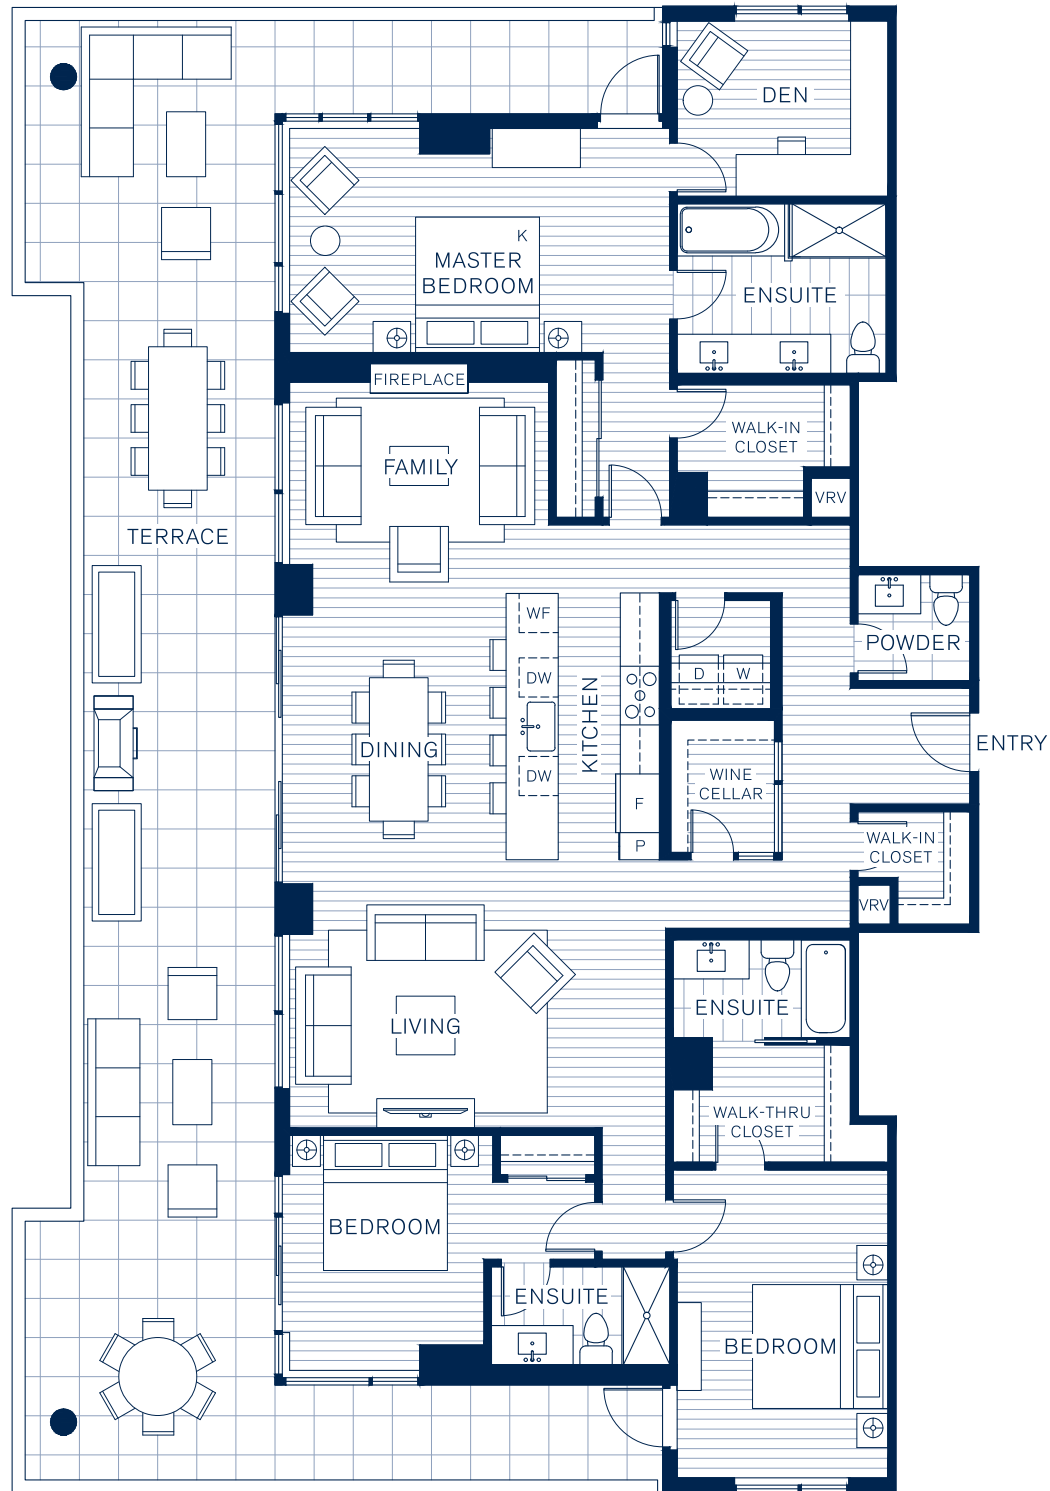 DEN
K
MASTER
BEDROOM
ENSUITE
FIREPLACE
WALK-IN
CLOSET
FAMILY
VRV
TERRACE
WF
POWDER
DW
D
W
KITCHEN
DINING
ENTRY
DW
WINE
CELLAR
F
P
WALK-IN
CLOSET
VRV
ENSUITE
LIVING
WALK-THRU
CLOSET
BEDROOM
ENSUITE
BEDROOM